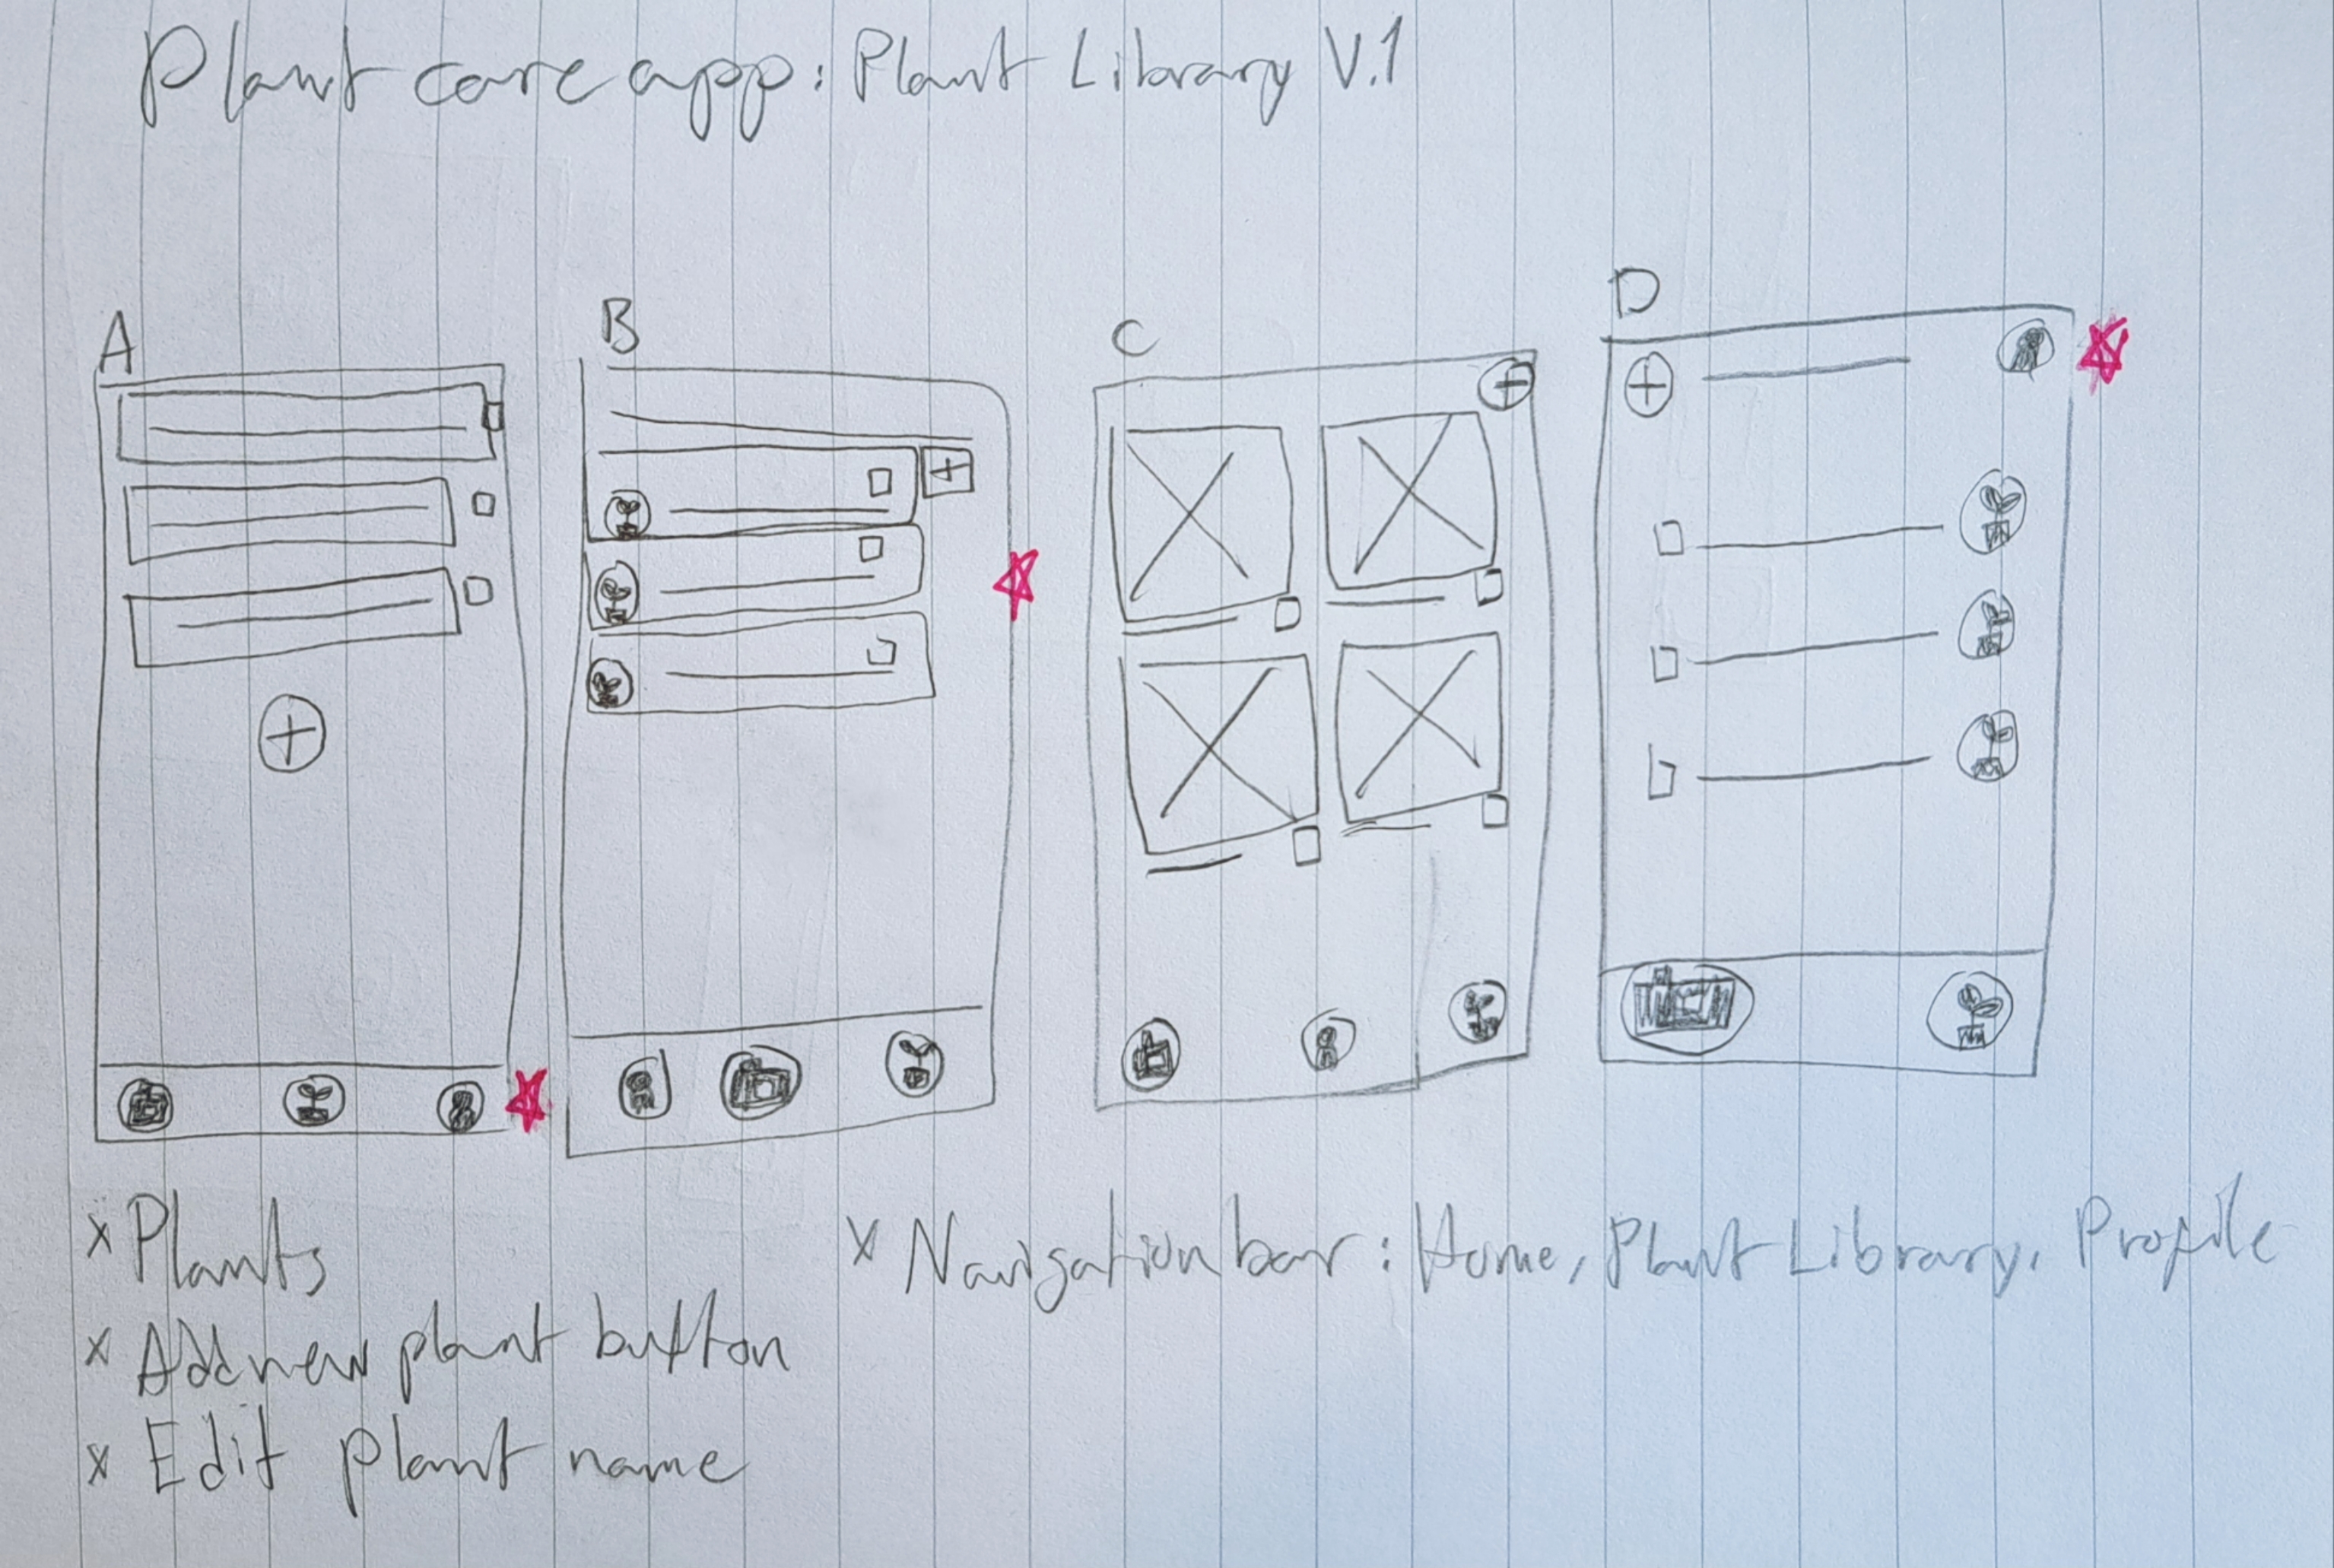 Plant care app: Plant Library V.1
A
B
C
D
x Plants
x Add new plant button
x Edit plant name
x Navigation bar: Home, Plant Library, Profile